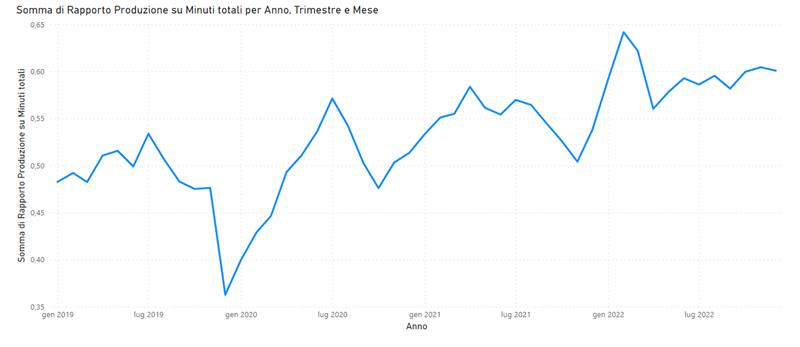 Somma di Rapporto Produzione su Minuti totali per Anno, Trimestre e Mese
Somma di Rapporto Produzione su Minuti totali
0,65
0,60
0,55
0,50
0,45
0,40
0,35
gen 2019
lug 2019
gen 2020
lug 2020
gen 2021
lug 2021
gen 2022
lug 2022
Anno